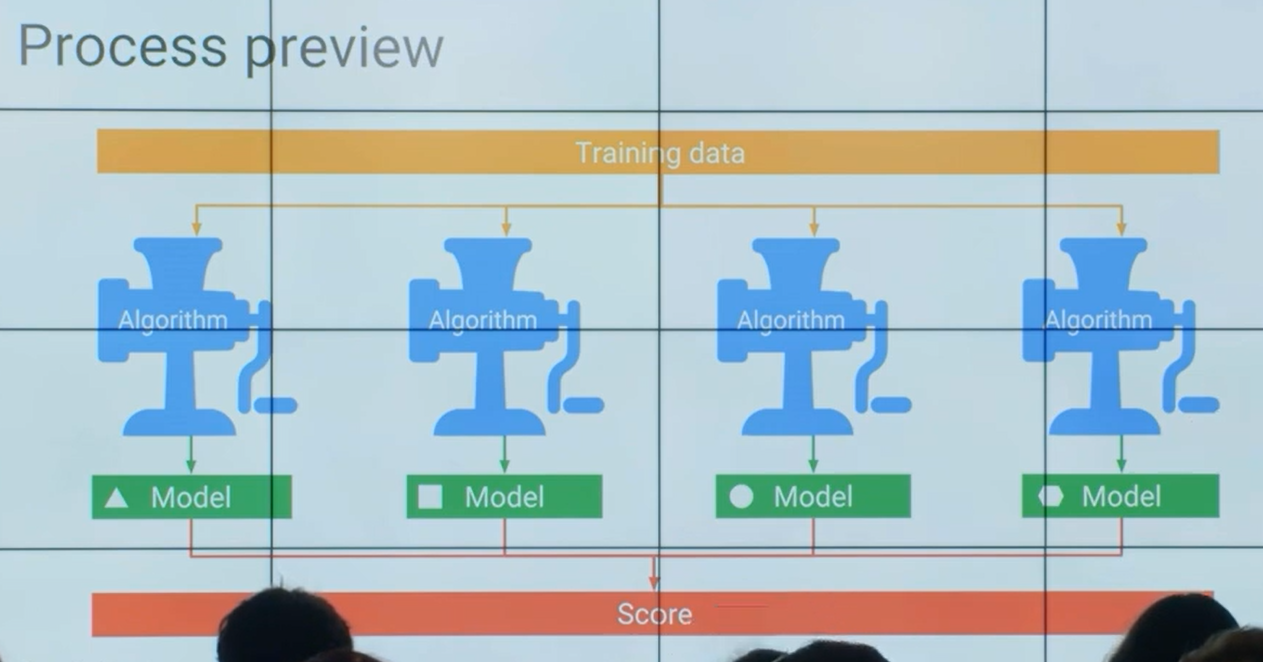 Process preview
Training data
Algorithm
Algorithm
Algorithm
Algorithm
Model
Model
Model
Model
Score